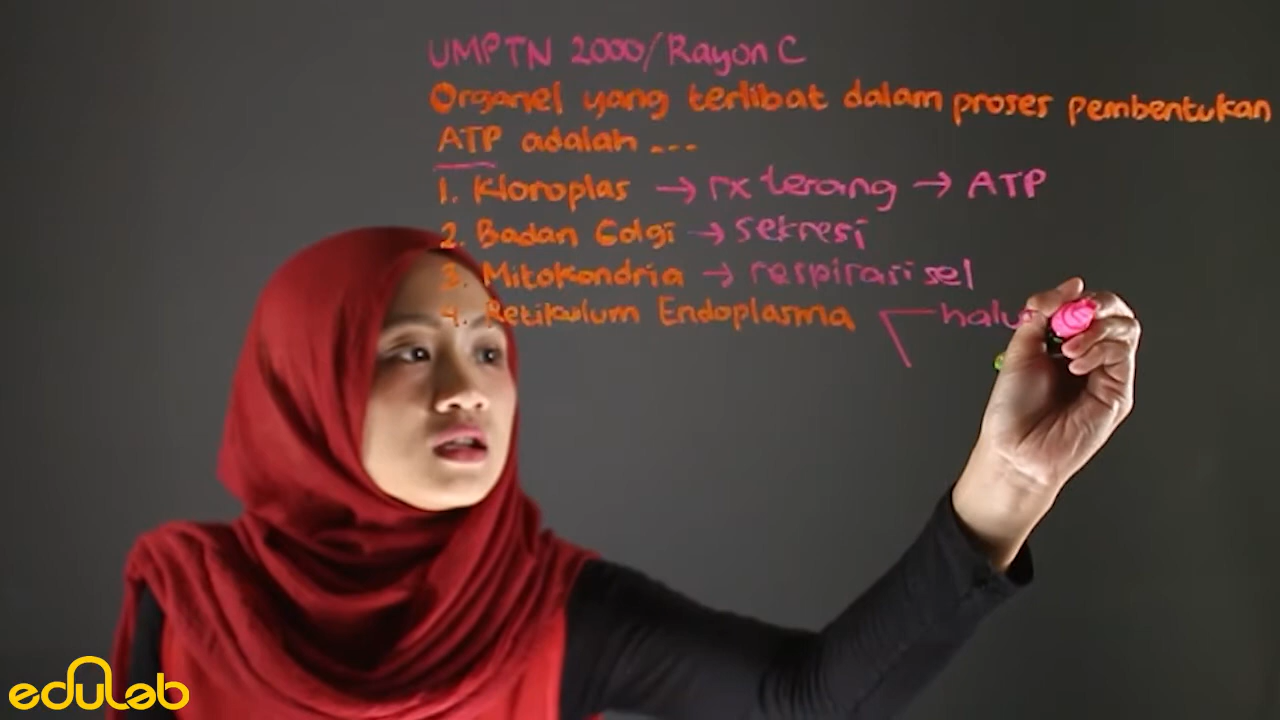 UMPTN 2000/Rayon C
Organel yang terlibat dalam proses pembentukan
ATP adalah ...
1. Kloroplas → rx terang → ATP
2. Badan Golgi → sekresi
3. Mitokondria → respirasi sel
4. Retikulum Endoplasma halu
edulab